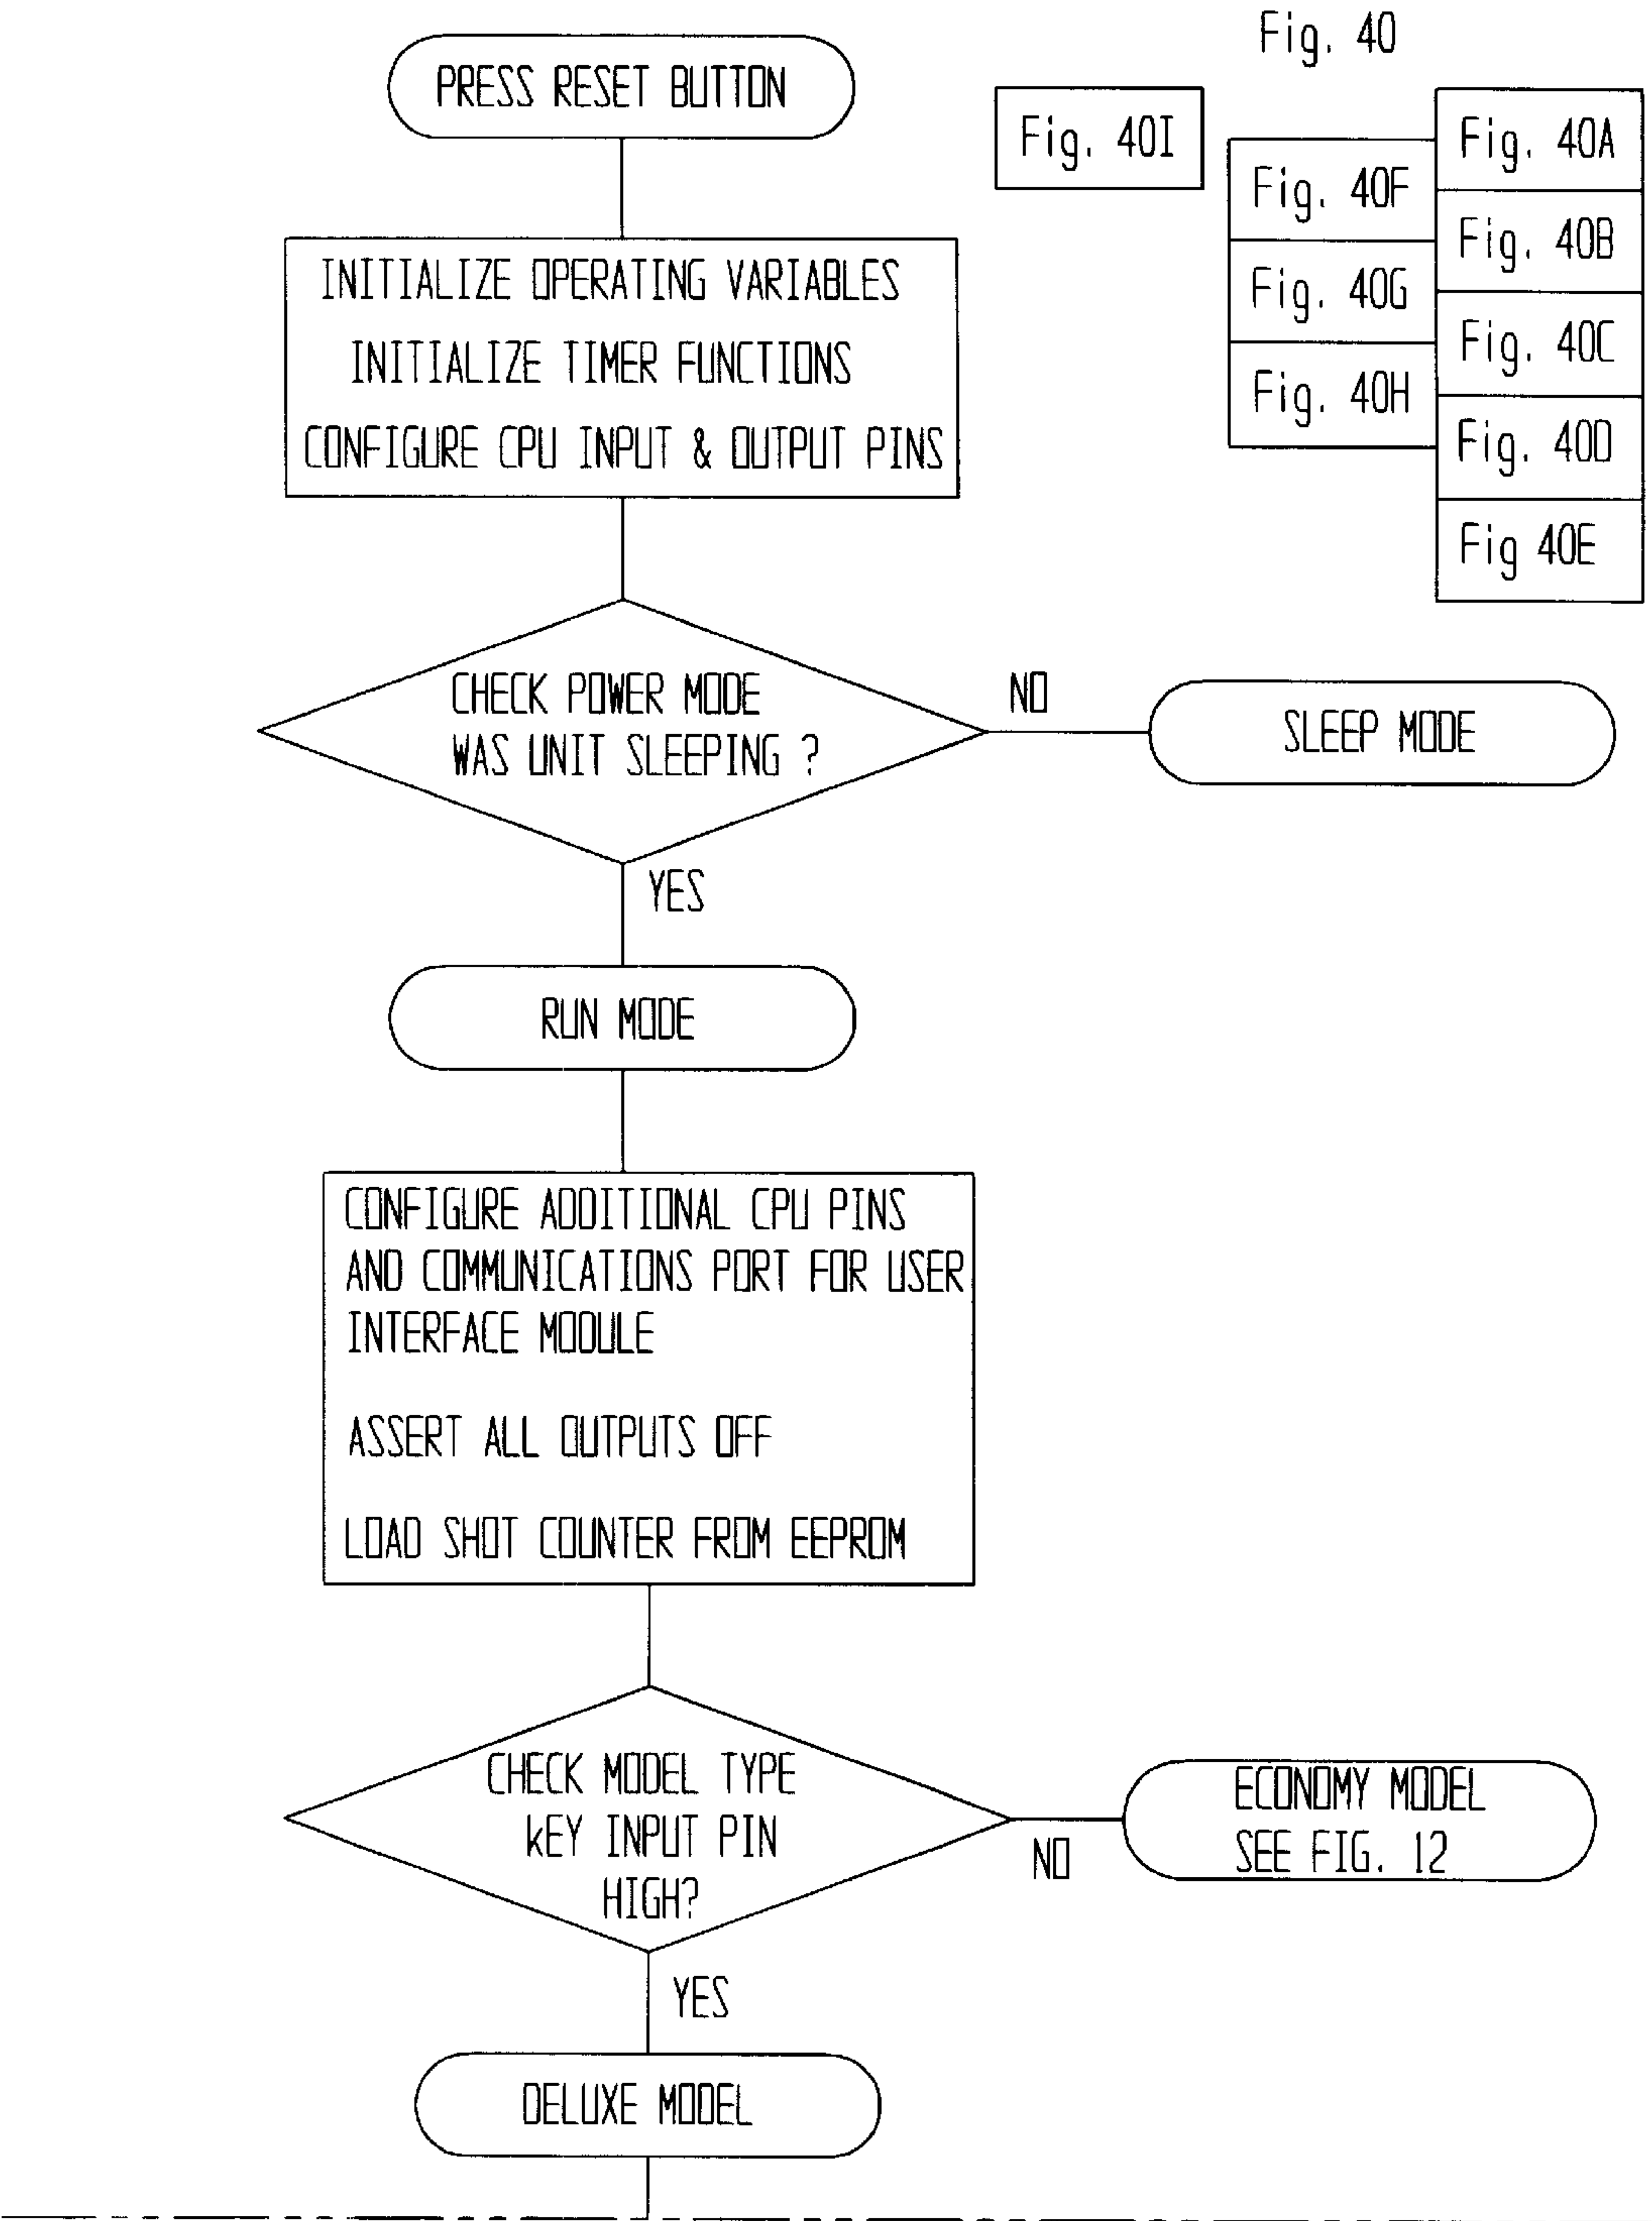 Fig. 40
Fig. 40I
Fig. 40A
Fig. 40F
Fig. 40B
Fig. 40G
Fig. 40C
Fig. 40H
Fig. 40D
Fig 40E
PRESS RESET BUTTON
INITIALIZE OPERATING VARIABLES
INITIALIZE TIMER FUNCTIONS
CONFIGURE CPU INPUT & OUTPUT PINS
CHECK POWER MODE
WAS UNIT SLEEPING ?
NO
SLEEP MODE
YES
RUN MODE
CONFIGURE ADDITIONAL CPU PINS
AND COMMUNICATIONS PORT FOR USER
INTERFACE MODULE
ASSERT ALL OUTPUTS OFF
LOAD SHOT COUNTER FROM EEPROM
CHECK MODEL TYPE
kEY INPUT PIN
HIGH?
NO
ECONOMY MODEL
SEE FIG. 12
YES
DELUXE MODEL